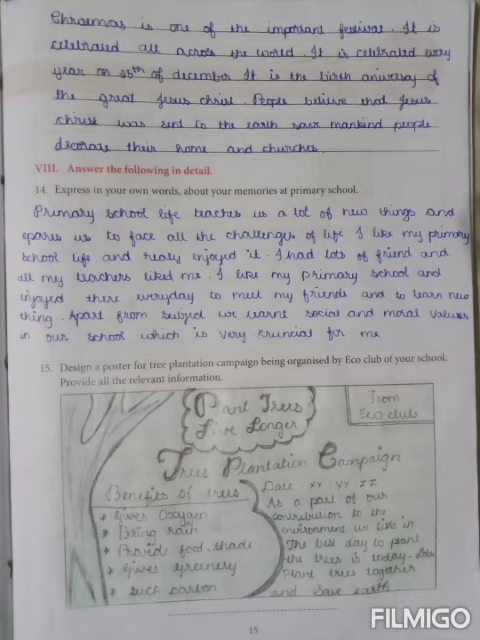 Christmas is one of the important festival. It is
celebrated all across the world. It is celebrated evry
year on 25th of december It is the birth anivarsy of
the great Jesus christ. People believe that Jesus
christ was sent to the earth save mankind people
decorate their home and churches.
VIII. Answer the following in detail.
14. Express in your own words, about your memories at primary school.
Primary school life teaches us a lot of new things and
epares us to face all the challenges of life I like my primary
school life and really enjoyed it. I had lots of friend and
all my teachers liked me. I like my primary school and
injoyed there everyday to meet my friends and to learn new
thing. Apart from subject we learnt social and moral values
in our school which is very cruncial for me
15. Design a poster for tree plantation campaign being organised by Eco club of your school.
Provide all the relevant information.
Plant Trees
Live Longer
From
Eco club
Trees Plantation Campaign
Benefits of trees
Gives Oxygen
Bring rain
Provid food, shade
Gives greenery
Suck carbon
Date : XX : YY ZZ
As a part of our
contribution to the
environment we live in
The best day to plant
the trees is today - Lets
Plant tree together
and Save earth
15
FILMIGO